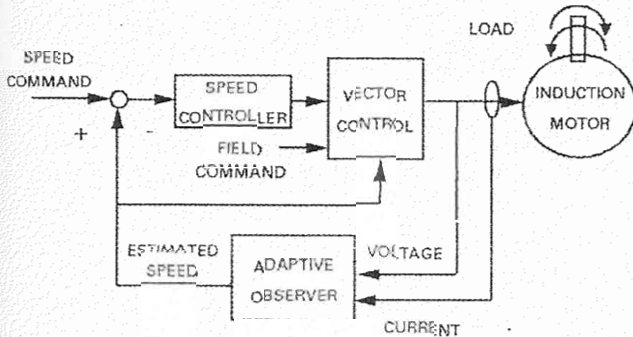 LOAD
SPEED
COMMAND
+
-
SPEED
CONTROLLER
VECTOR
CONTROL
INDUCTION
MOTOR
FIELD
COMMAND
ESTIMATED
SPEED
ADAPTIVE
OBSERVER
VOLTAGE
CURRENT